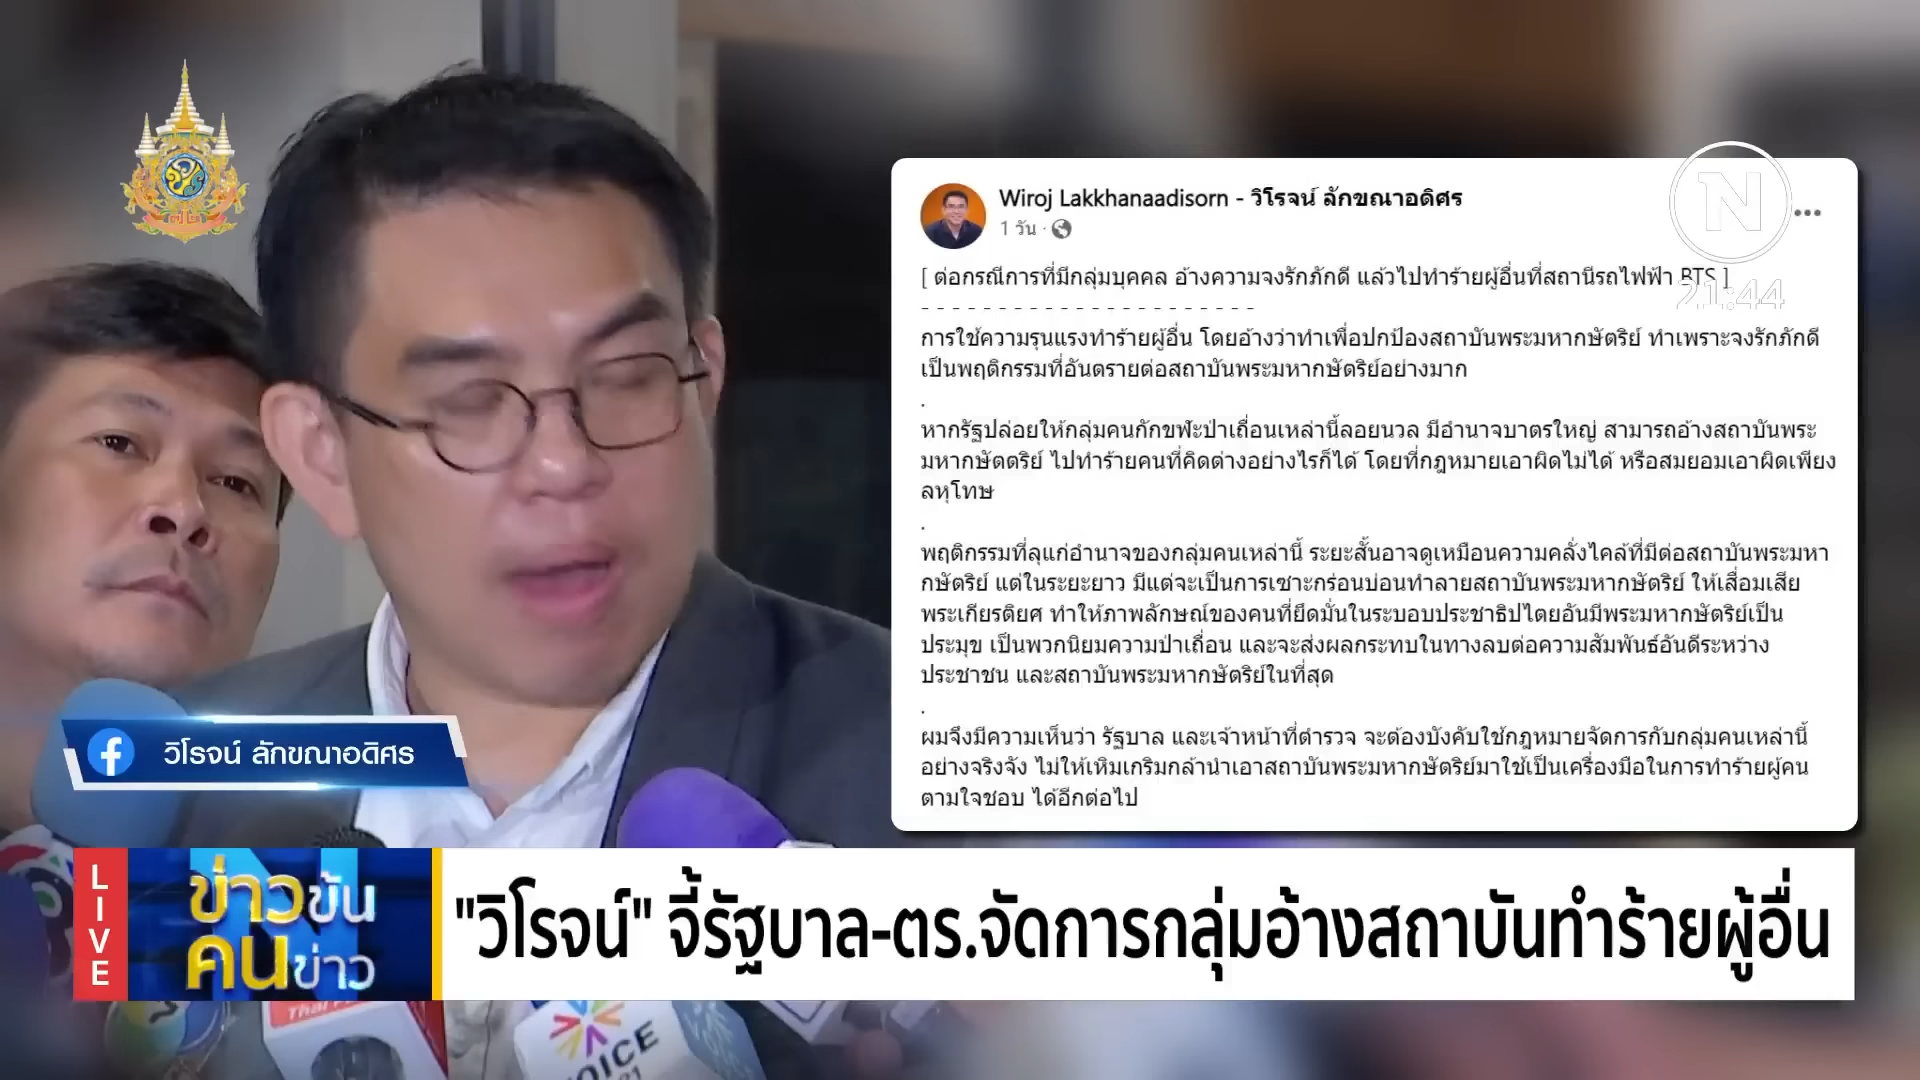 N
21:44
Wiroj Lakkhanaadisorn - วิโรจน์ ลักขณาอดิศร
1 วัน ·
[ ต่อกรณีการที่มีกลุ่มบุคคล อ้างความจงรักภักดี แล้วไปทำร้ายผู้อื่นที่สถานีรถไฟฟ้า BTS ]
- - - - - - - - - - - - - - - - - - - - - -
การใช้ความรุนแรงทำร้ายผู้อื่น โดยอ้างว่าทำเพื่อปกป้องสถาบันพระมหากษัตริย์ ทำเพราะจงรักภักดี
เป็นพฤติกรรมที่อันตรายต่อสถาบันพระมหากษัตริย์อย่างมาก
.
หากรัฐปล่อยให้กลุ่มคนกักขฬะป่าเถื่อนเหล่านี้ลอยนวล มีอำนาจบาตรใหญ่ สามารถอ้างสถาบันพระ
มหากษัตตริย์ ไปทำร้ายคนที่คิดต่างอย่างไรก็ได้ โดยที่กฎหมายเอาผิดไม่ได้ หรือสมยอมเอาผิดเพียง
ลหุโทษ
.
พฤติกรรมที่ลุแก่อำนาจของกลุ่มคนเหล่านี้ ระยะสั้นอาจดูเหมือนความคลั่งไคล้ที่มีต่อสถาบันพระมหา
กษัตริย์ แต่ในระยะยาว มีแต่จะเป็นการเซาะกร่อนบ่อนทำลายสถาบันพระมหากษัตริย์ ให้เสื่อมเสีย
พระเกียรติยศ ทำให้ภาพลักษณ์ของคนที่ยึดมั่นในระบอบประชาธิปไตยอันมีพระมหากษัตริย์เป็น
ประมุข เป็นพวกนิยมความป่าเถื่อน และจะส่งผลกระทบในทางลบต่อความสัมพันธ์อันดีระหว่าง
ประชาชน และสถาบันพระมหากษัตริย์ในที่สุด
.
ผมจึงมีความเห็นว่า รัฐบาล และเจ้าหน้าที่ตำรวจ จะต้องบังคับใช้กฎหมายจัดการกับกลุ่มคนเหล่านี้
อย่างจริงจัง ไม่ให้เหิมเกริมกล้านำเอาสถาบันพระมหากษัตริย์มาใช้เป็นเครื่องมือในการทำร้ายผู้คน
ตามใจชอบ ได้อีกต่อไป
วิโรจน์ ลักขณาอดิศร
LIVE
ข่าวข้น
คนข่าว
"วิโรจน์" จี้รัฐบาล-ตร.จัดการกลุ่มอ้างสถาบันทำร้ายผู้อื่น
VOICE